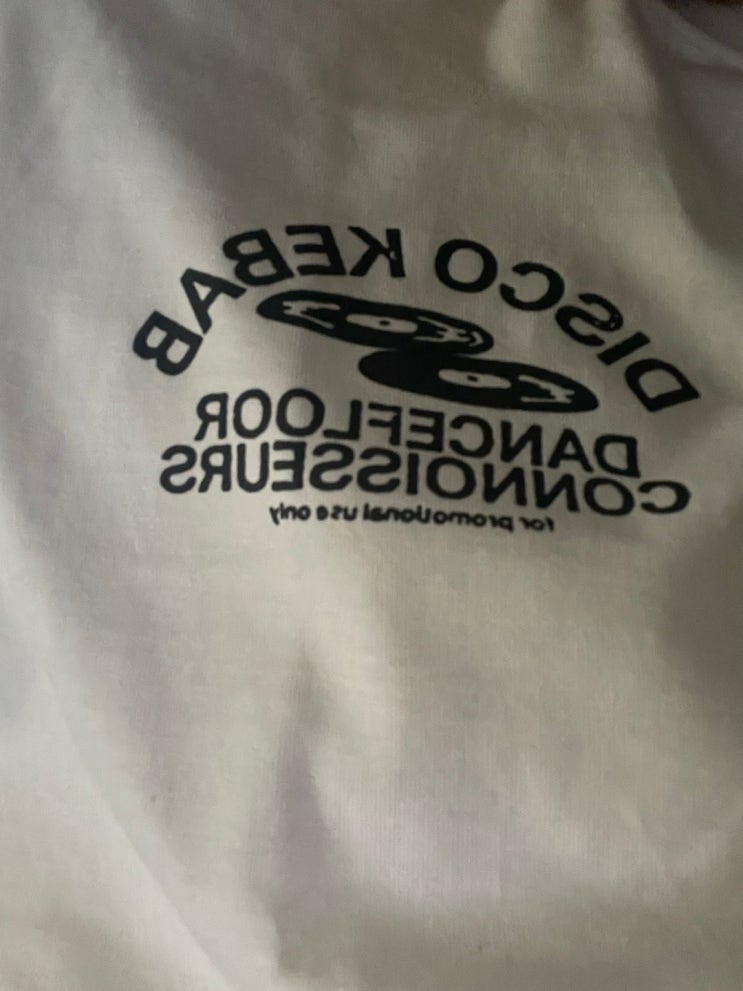 DISCO KEBAB
DANCEFLOOR
CONNOISSEURS
for promotional use only